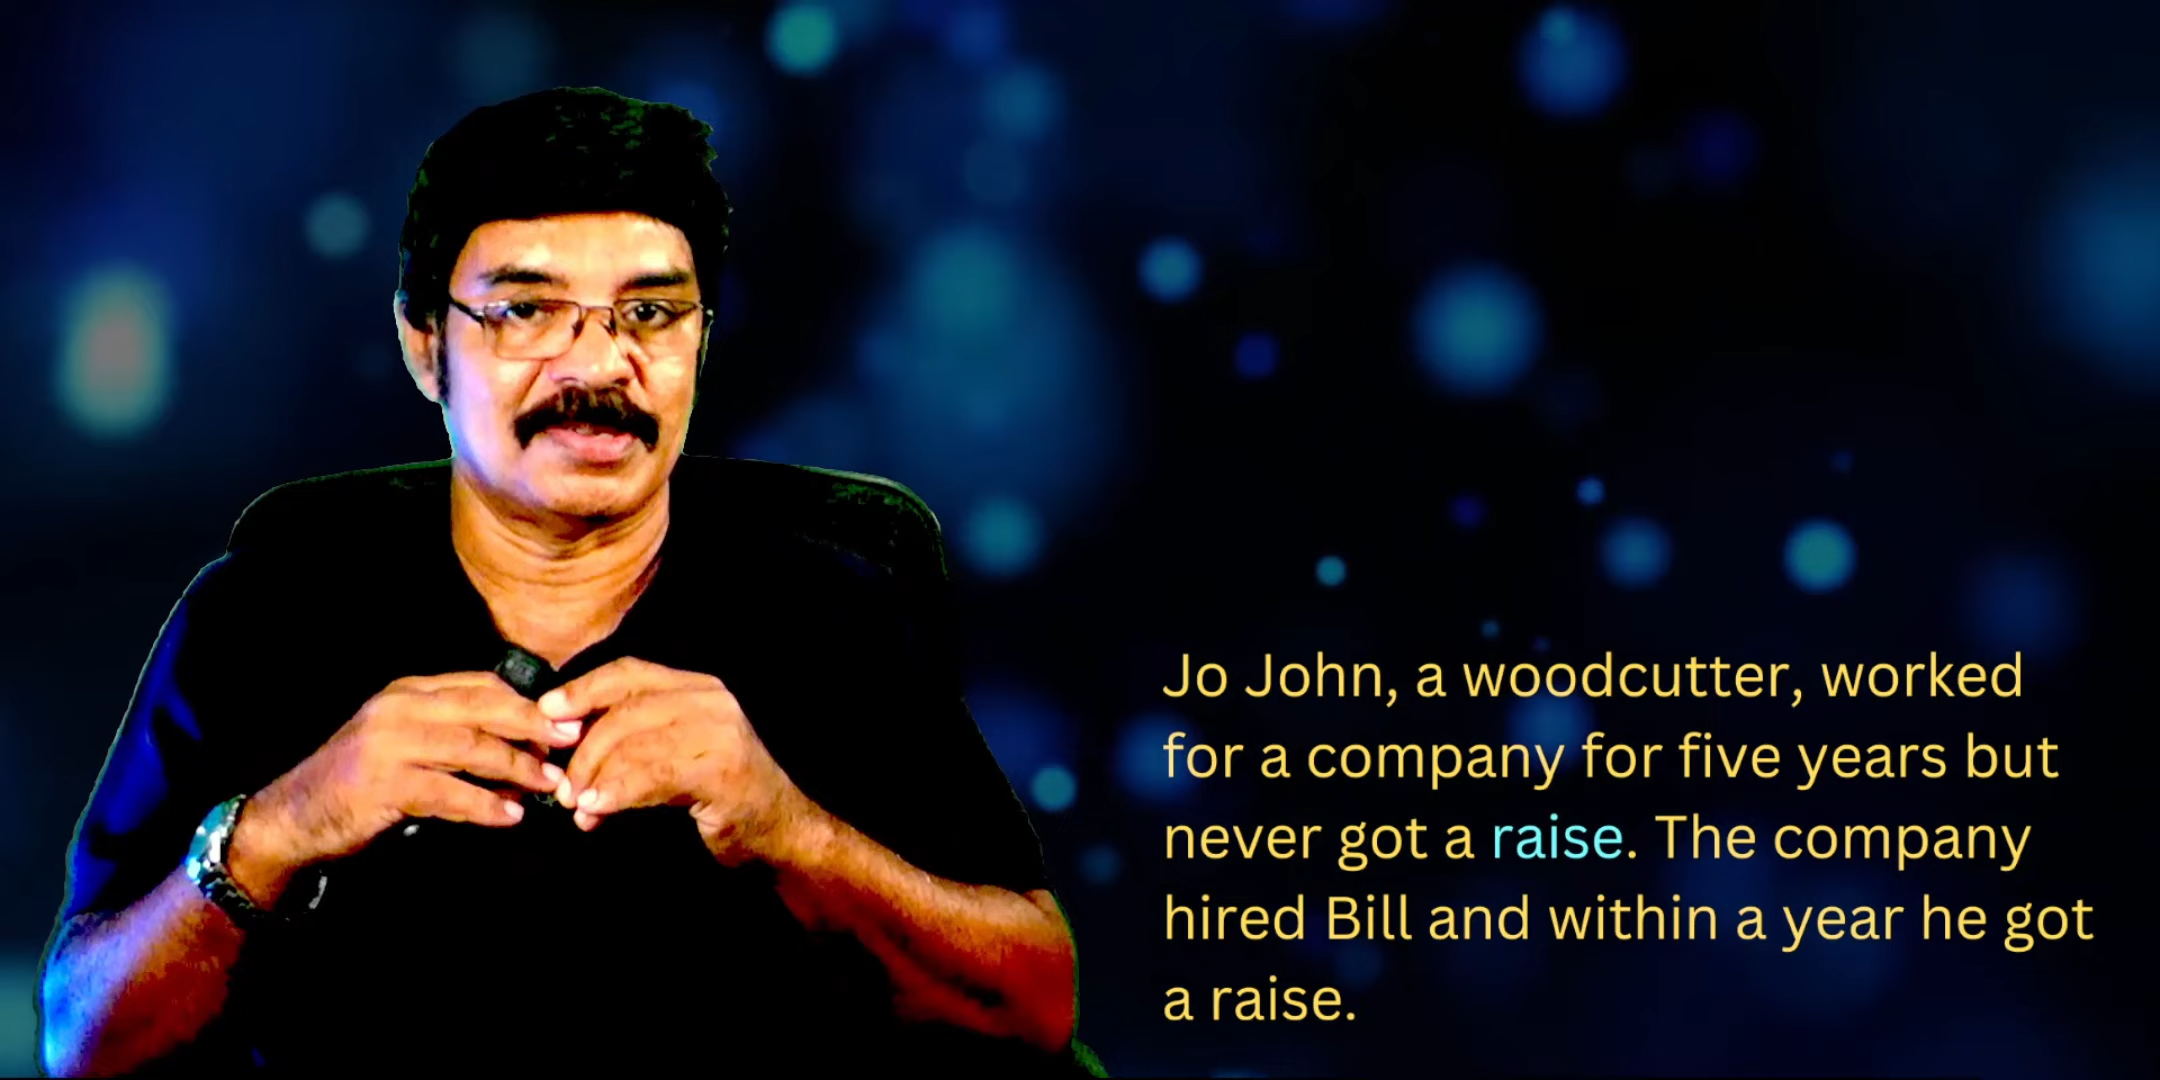 Jo John, a woodcutter, worked
for a company for five years but
never got a raise. The company
hired Bill and within a year he got
a raise.